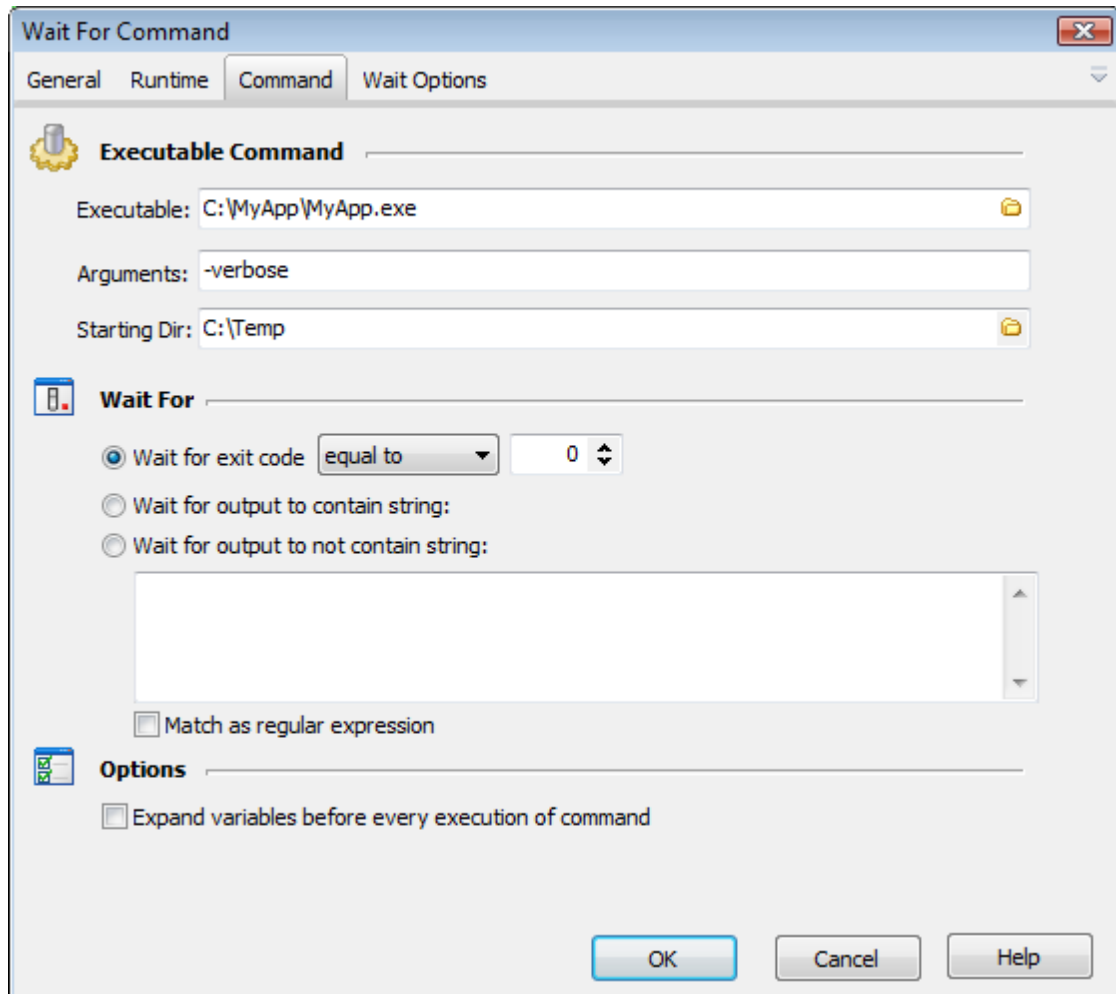 Wait For Command
General Runtime Command Wait Options
Executable Command
Executable: C:\MyApp\MyApp.exe
Arguments: -verbose
Starting Dir: C:\Temp
Wait For
Wait for exit code equal to 0
Wait for output to contain string:
Wait for output to not contain string:
Match as regular expression
Options
Expand variables before every execution of command
OK Cancel Help